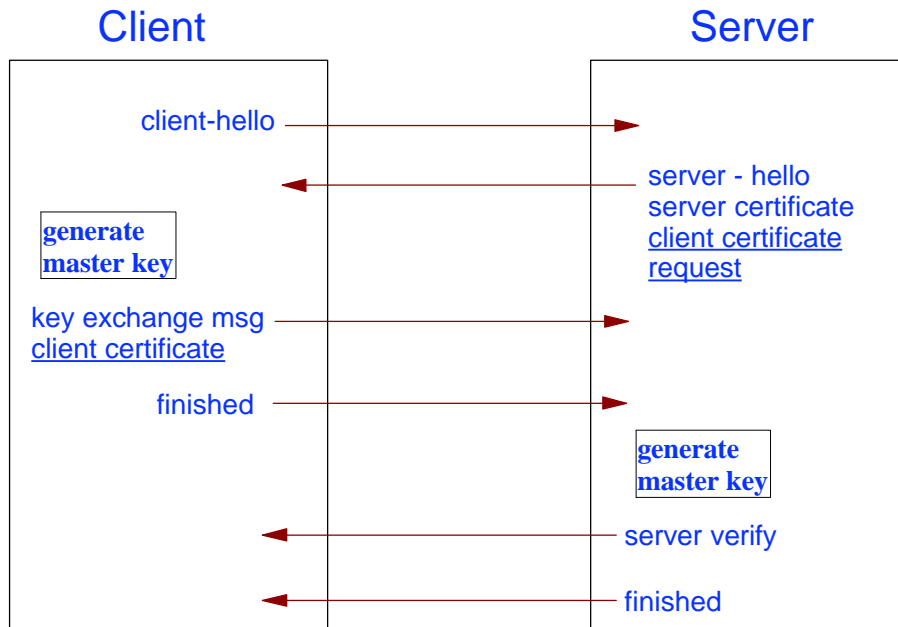 Client
Server
client-hello
server - hello
server certificate
client certificate
request
generate
master key
key exchange msg
client certificate
finished
generate
master key
server verify
finished